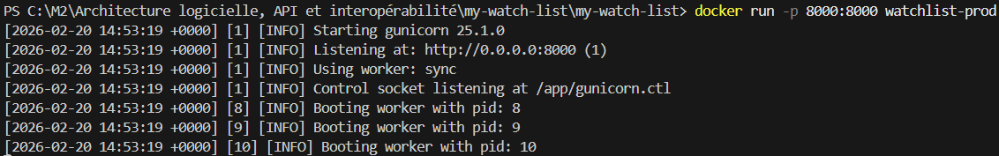 PS C:\M2\Architecture logicielle, API et interopérabilité\my-watch-list\my-watch-list> docker run -p 8000:8000 watchlist-prod
[2026-02-20 14:53:19 +0000] [1] [INFO] Starting gunicorn 25.1.0
[2026-02-20 14:53:19 +0000] [1] [INFO] Listening at: http://0.0.0.0:8000 (1)
[2026-02-20 14:53:19 +0000] [1] [INFO] Using worker: sync
[2026-02-20 14:53:19 +0000] [1] [INFO] Control socket listening at /app/gunicorn.ctl
[2026-02-20 14:53:19 +0000] [8] [INFO] Booting worker with pid: 8
[2026-02-20 14:53:19 +0000] [9] [INFO] Booting worker with pid: 9
[2026-02-20 14:53:19 +0000] [10] [INFO] Booting worker with pid: 10